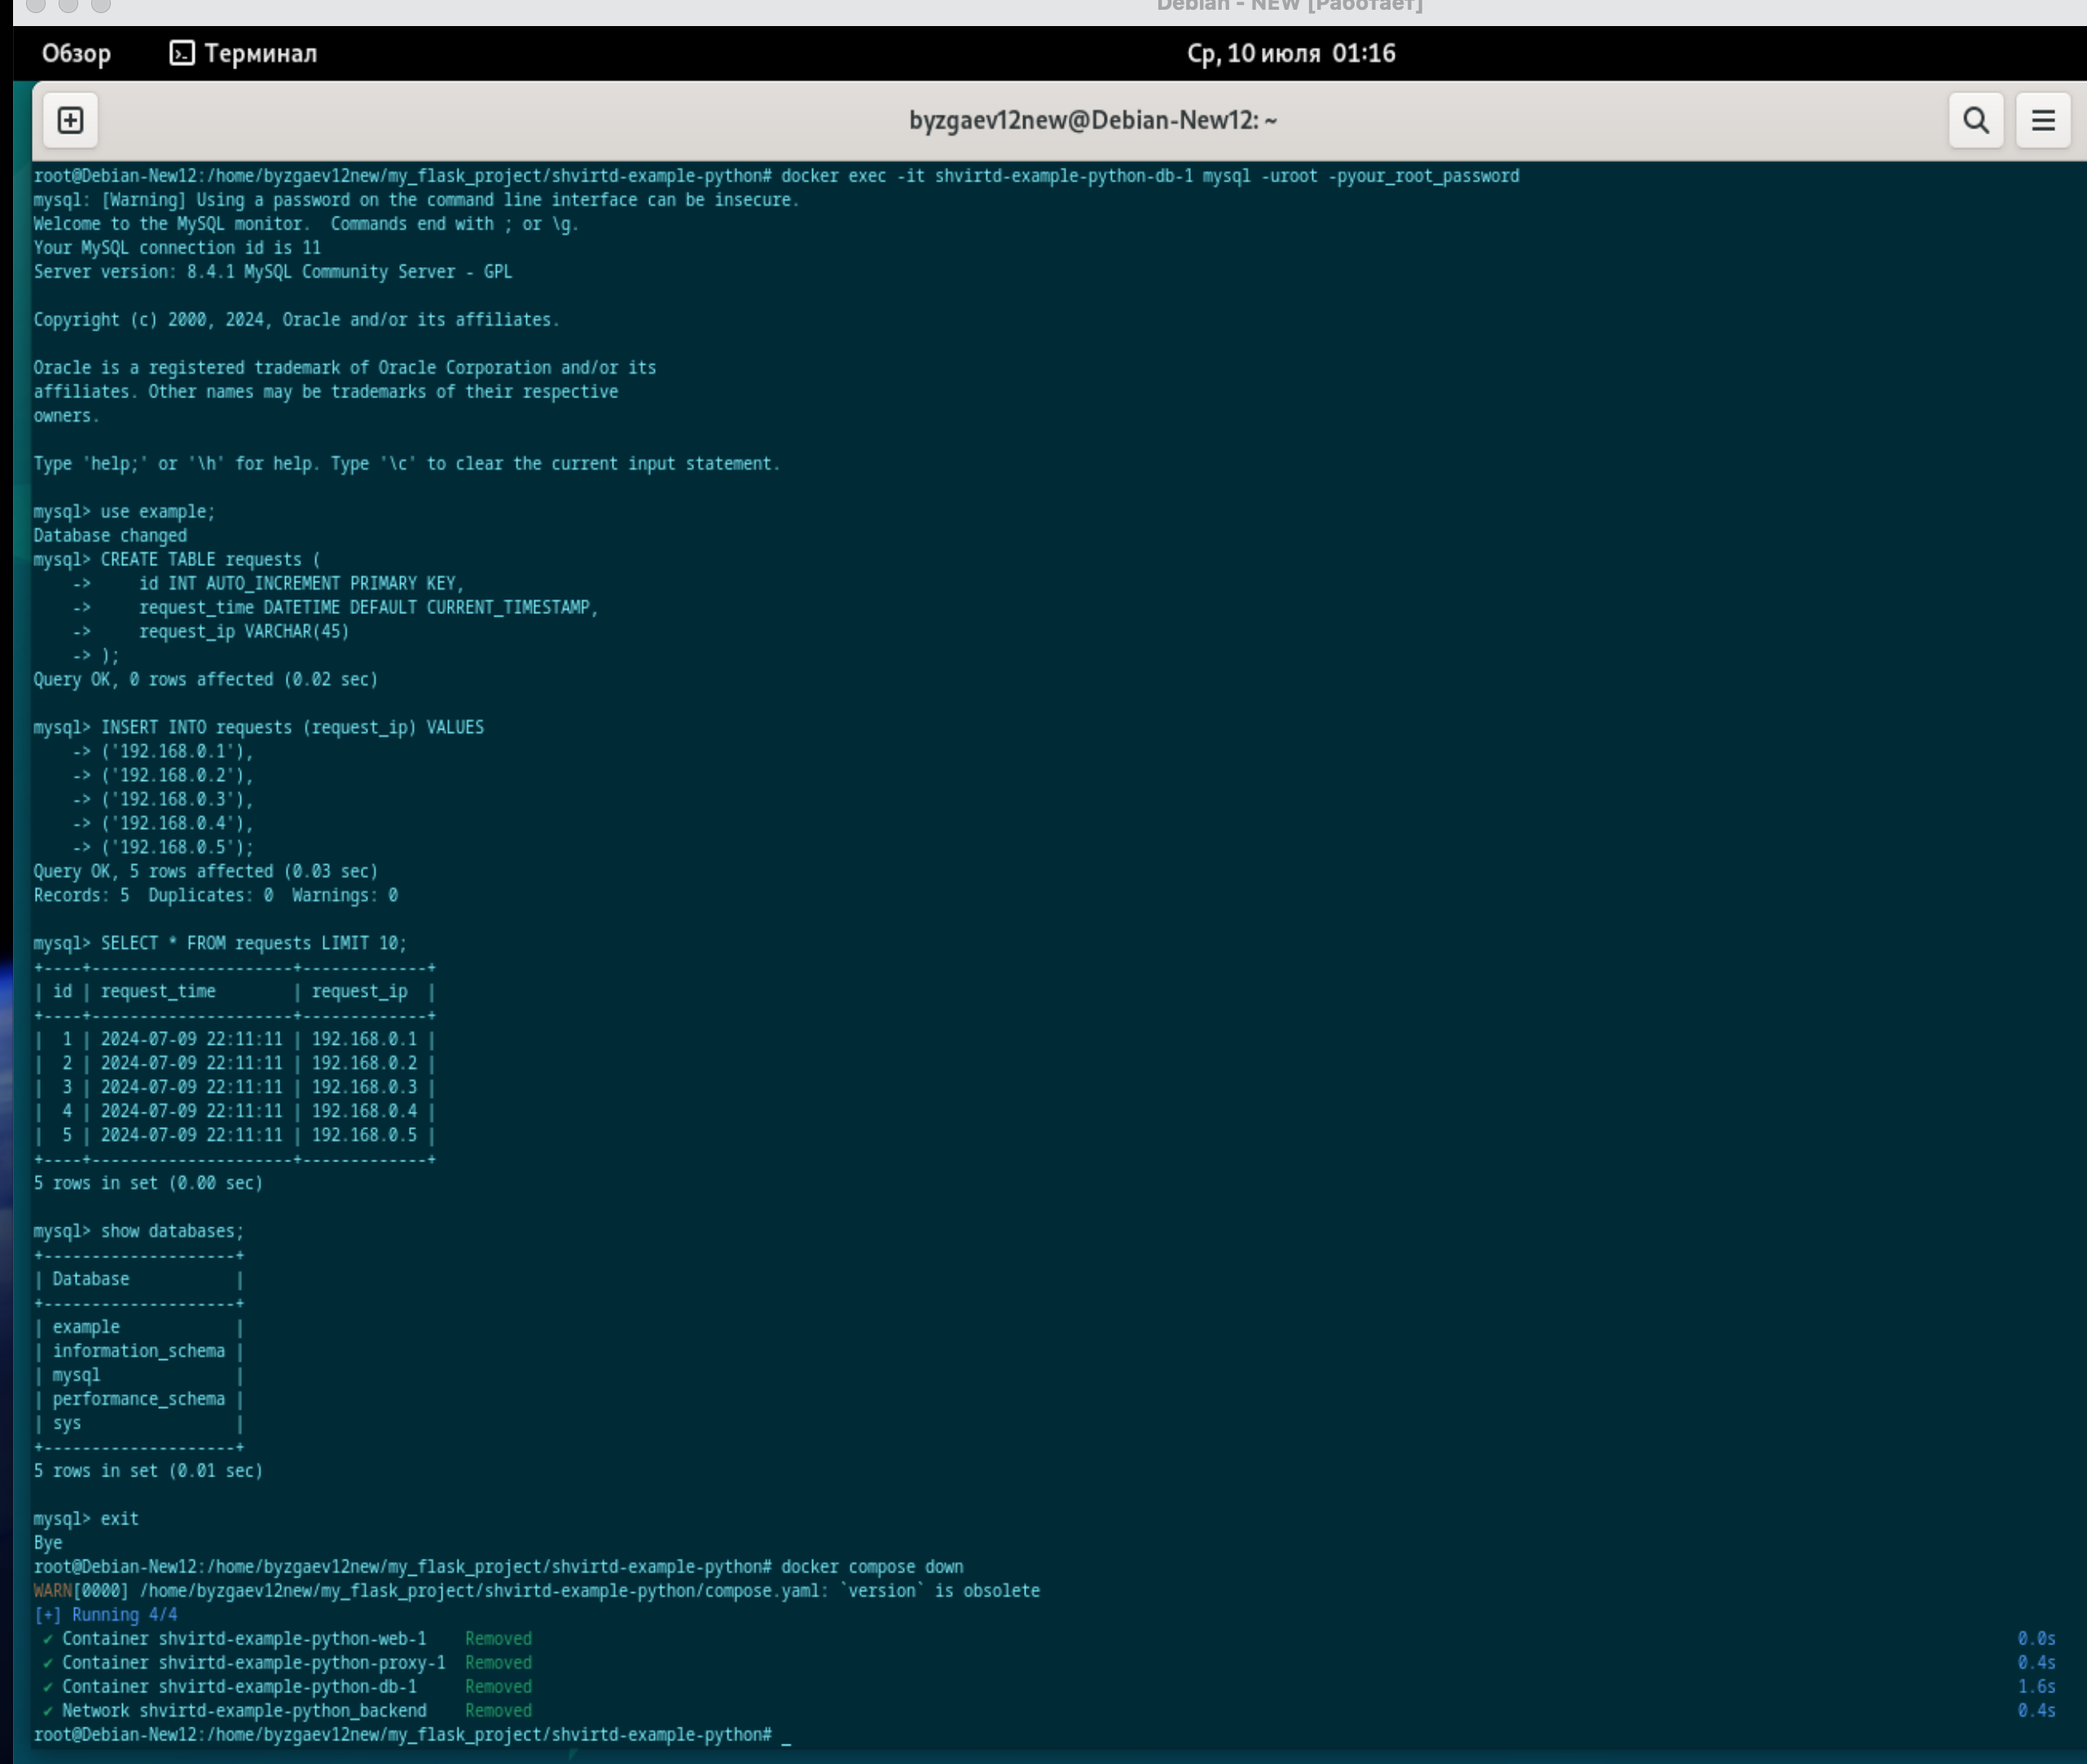 Debian - NEW [Работает]
Обзор Терминал Ср, 10 июля 01:16
byzgaev12new@Debian-New12: ~
root@Debian-New12:/home/byzgaev12new/my_flask_project/shvirtd-example-python# docker exec -it shvirtd-example-python-db-1 mysql -uroot -pyour_root_password
mysql: [Warning] Using a password on the command line interface can be insecure.
Welcome to the MySQL monitor.  Commands end with ; or \g.
Your MySQL connection id is 11
Server version: 8.4.1 MySQL Community Server - GPL
Copyright (c) 2000, 2024, Oracle and/or its affiliates.
Oracle is a registered trademark of Oracle Corporation and/or its
affiliates. Other names may be trademarks of their respective
owners.
Type 'help;' or '\h' for help. Type '\c' to clear the current input statement.
mysql> use example;
Database changed
mysql> CREATE TABLE requests (
    ->     id INT AUTO_INCREMENT PRIMARY KEY,
    ->     request_time DATETIME DEFAULT CURRENT_TIMESTAMP,
    ->     request_ip VARCHAR(45)
    -> );
Query OK, 0 rows affected (0.02 sec)
mysql> INSERT INTO requests (request_ip) VALUES
    -> ('192.168.0.1'),
    -> ('192.168.0.2'),
    -> ('192.168.0.3'),
    -> ('192.168.0.4'),
    -> ('192.168.0.5');
Query OK, 5 rows affected (0.03 sec)
Records: 5  Duplicates: 0  Warnings: 0
mysql> SELECT * FROM requests LIMIT 10;
+----+---------------------+-------------+
| id | request_time        | request_ip  |
+----+---------------------+-------------+
|  1 | 2024-07-09 22:11:11 | 192.168.0.1 |
|  2 | 2024-07-09 22:11:11 | 192.168.0.2 |
|  3 | 2024-07-09 22:11:11 | 192.168.0.3 |
|  4 | 2024-07-09 22:11:11 | 192.168.0.4 |
|  5 | 2024-07-09 22:11:11 | 192.168.0.5 |
+----+---------------------+-------------+
5 rows in set (0.00 sec)
mysql> show databases;
+--------------------+
| Database           |
+--------------------+
| example            |
| information_schema |
| mysql              |
| performance_schema |
| sys                |
+--------------------+
5 rows in set (0.01 sec)
mysql> exit
Bye
root@Debian-New12:/home/byzgaev12new/my_flask_project/shvirtd-example-python# docker compose down
WARN[0000] /home/byzgaev12new/my_flask_project/shvirtd-example-python/compose.yaml: `version` is obsolete
[+] Running 4/4
 ✓ Container shvirtd-example-python-web-1    Removed 0.0s
 ✓ Container shvirtd-example-python-proxy-1  Removed 0.4s
 ✓ Container shvirtd-example-python-db-1     Removed 1.6s
 ✓ Network shvirtd-example-python_backend    Removed 0.4s
root@Debian-New12:/home/byzgaev12new/my_flask_project/shvirtd-example-python# _